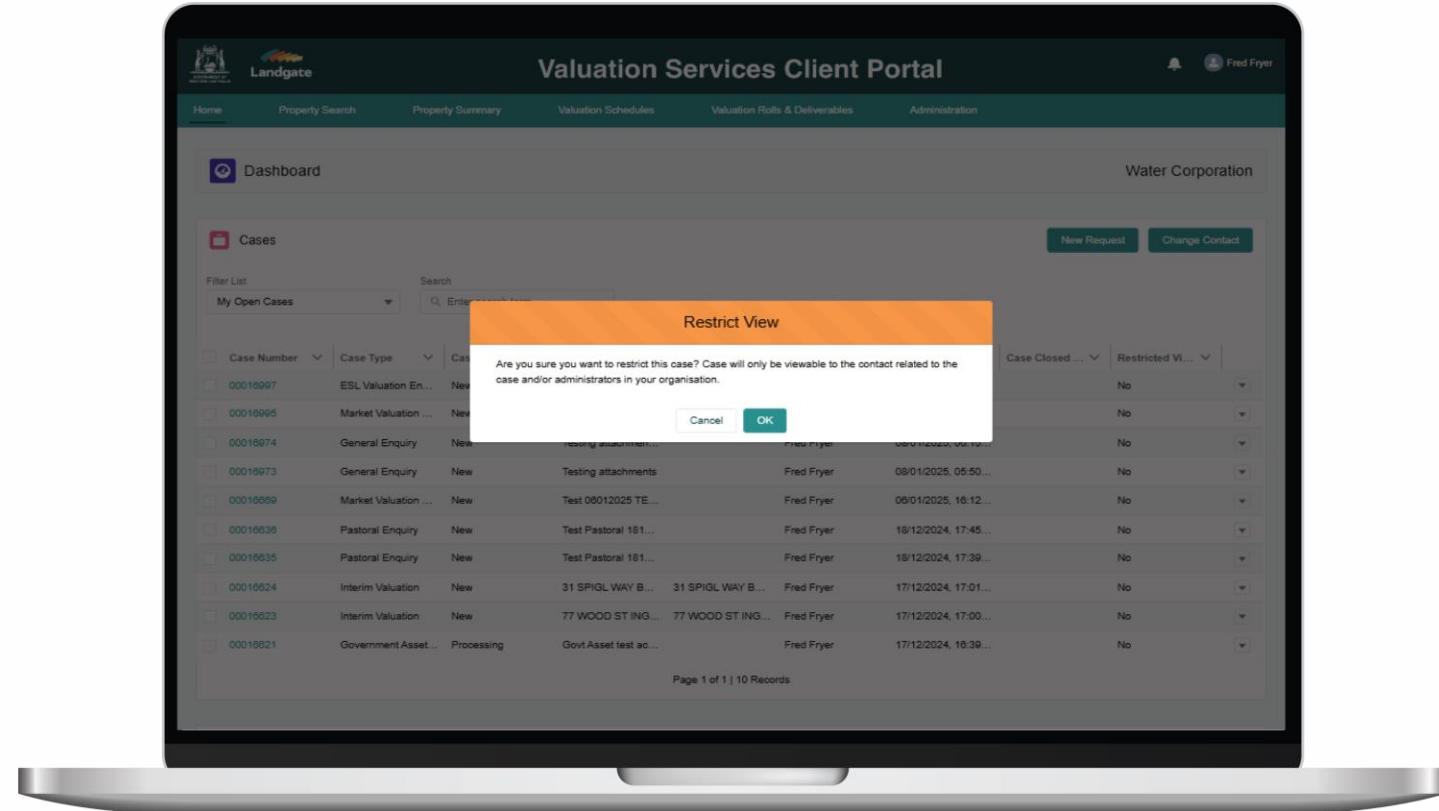 Landgate
Valuation Services Client Portal
Fred Fryer
Home Property Search Property Summary Valuation Schedules Valuation Rolls & Deliverables Administration
Dashboard
Water Corporation
Cases
New Request Change Contact
Filter List Search
My Open Cases
Restrict View
Are you sure you want to restrict this case? Case will only be viewable to the contact related to the
case and/or administrators in your organisation.
Cancel OK
Case Number Case Type Case Closed ... Restricted Vi...
00016997 ESL Valuation En... New No
Market Valuation ... New No
00016974 General Enquiry New Testing attachmen... Fred Fryer No
00016973 General Enquiry New Testing attachments Fred Fryer 08/01/2025, 05:50... No
00016669 Market Valuation ... New Test 06012025 TE... Fred Fryer 06/01/2025, 16:12... No
00016636 Pastoral Enquiry New Test Pastoral 181... Fred Fryer 18/12/2024, 17:45... No
00016635 Pastoral Enquiry New Test Pastoral 181... Fred Fryer 18/12/2024, 17:39... No
00016624 Interim Valuation New 31 SPIGL WAY B... 31 SPIGL WAY B... Fred Fryer 17/12/2024, 17:01... No
00016623 Interim Valuation New 77 WOOD ST ING... 77 WOOD ST ING... Fred Fryer 17/12/2024, 17:00... No
00016621 Government Asset... Processing Govt Asset test ac... Fred Fryer 17/12/2024, 16:39... No
Page 1 of 1 | 10 Records